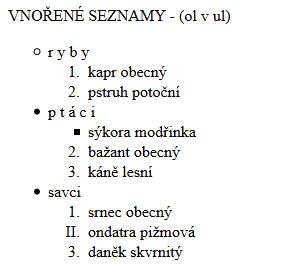 VNOŘENÉ SEZNAMY - (ol v ul)
r y b y
1. kapr obecný
2. pstruh potoční
p t á c i
sýkora modřinka
2. bažant obecný
3. káně lesní
savci
1. srnec obecný
II. ondatra pižmová
3. daněk skvrnitý